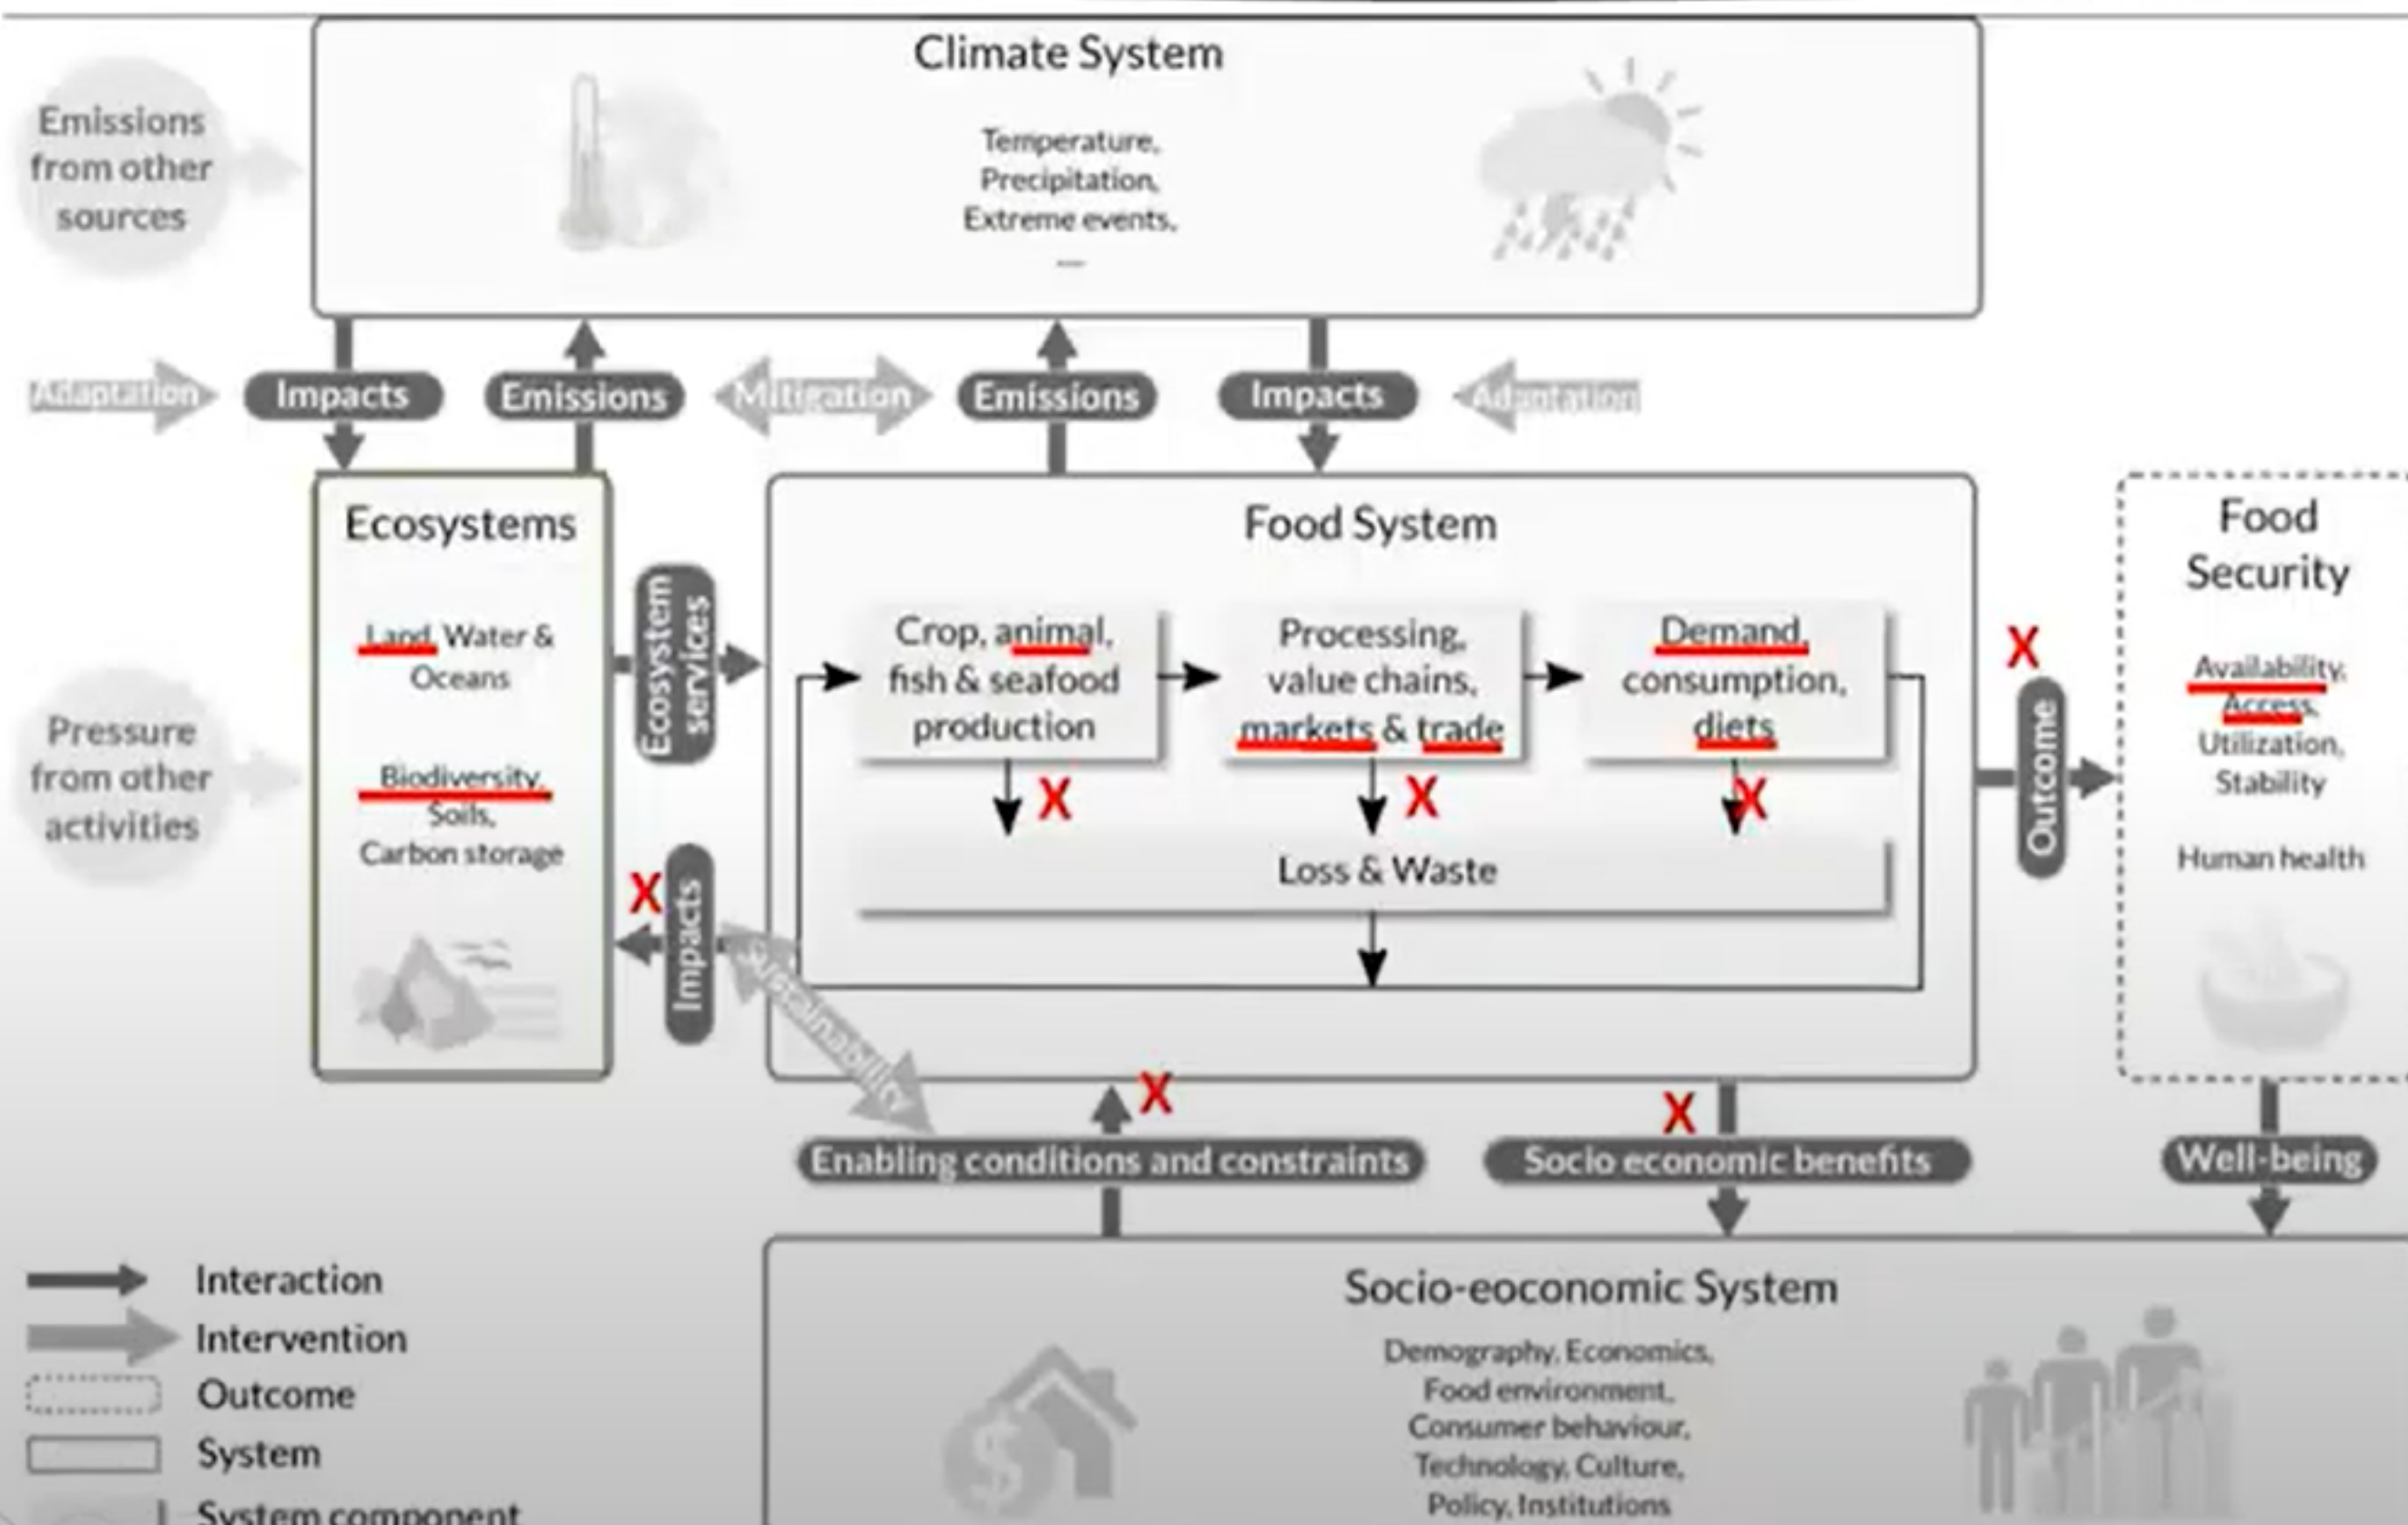 Climate System
Emissions
from other
sources
Temperature,
Precipitation,
Extreme events,
...
Adaptation
Impacts
Emissions
Mitigation
Emissions
Impacts
Adaptation
Ecosystems
Land, Water &
Oceans
Biodiversity,
Soils,
Carbon storage
Pressure
from other
activities
Ecosystem
services
Impacts
X
Sustainability
Food System
Crop, animal,
fish & seafood
production
Processing,
value chains,
markets & trade
Demand,
consumption,
diets
X
X
X
Loss & Waste
X
Outcome
Food
Security
Availability,
Access,
Utilization,
Stability
Human health
X
X
Enabling conditions and constraints
Socio economic benefits
Well-being
Socio-eoconomic System
Demography, Economics,
Food environment,
Consumer behaviour,
Technology, Culture,
Policy, Institutions
$
Interaction
Intervention
Outcome
System
System component